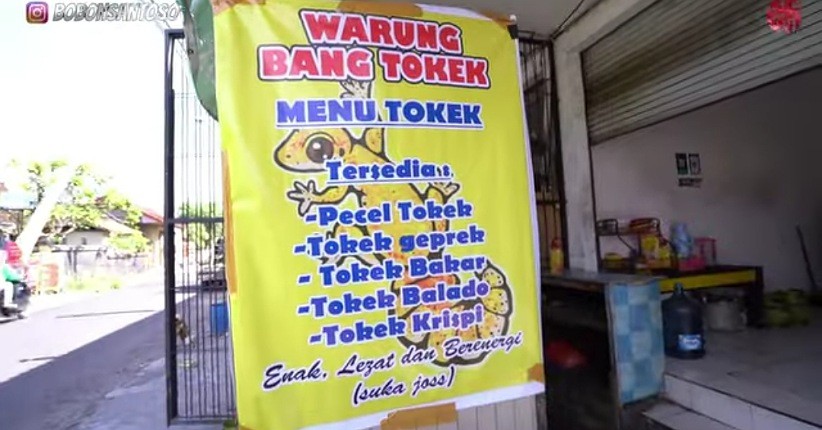 BOBONSANTOSO
WARUNG
BANG TOKEK
MENU TOKEK
Tersedia :
-Pecel Tokek
-Tokek geprek
- Tokek Bakar
-Tokek Balado
-Tokek Krispi
Enak, Lezat dan Berenergi
(suka joss)